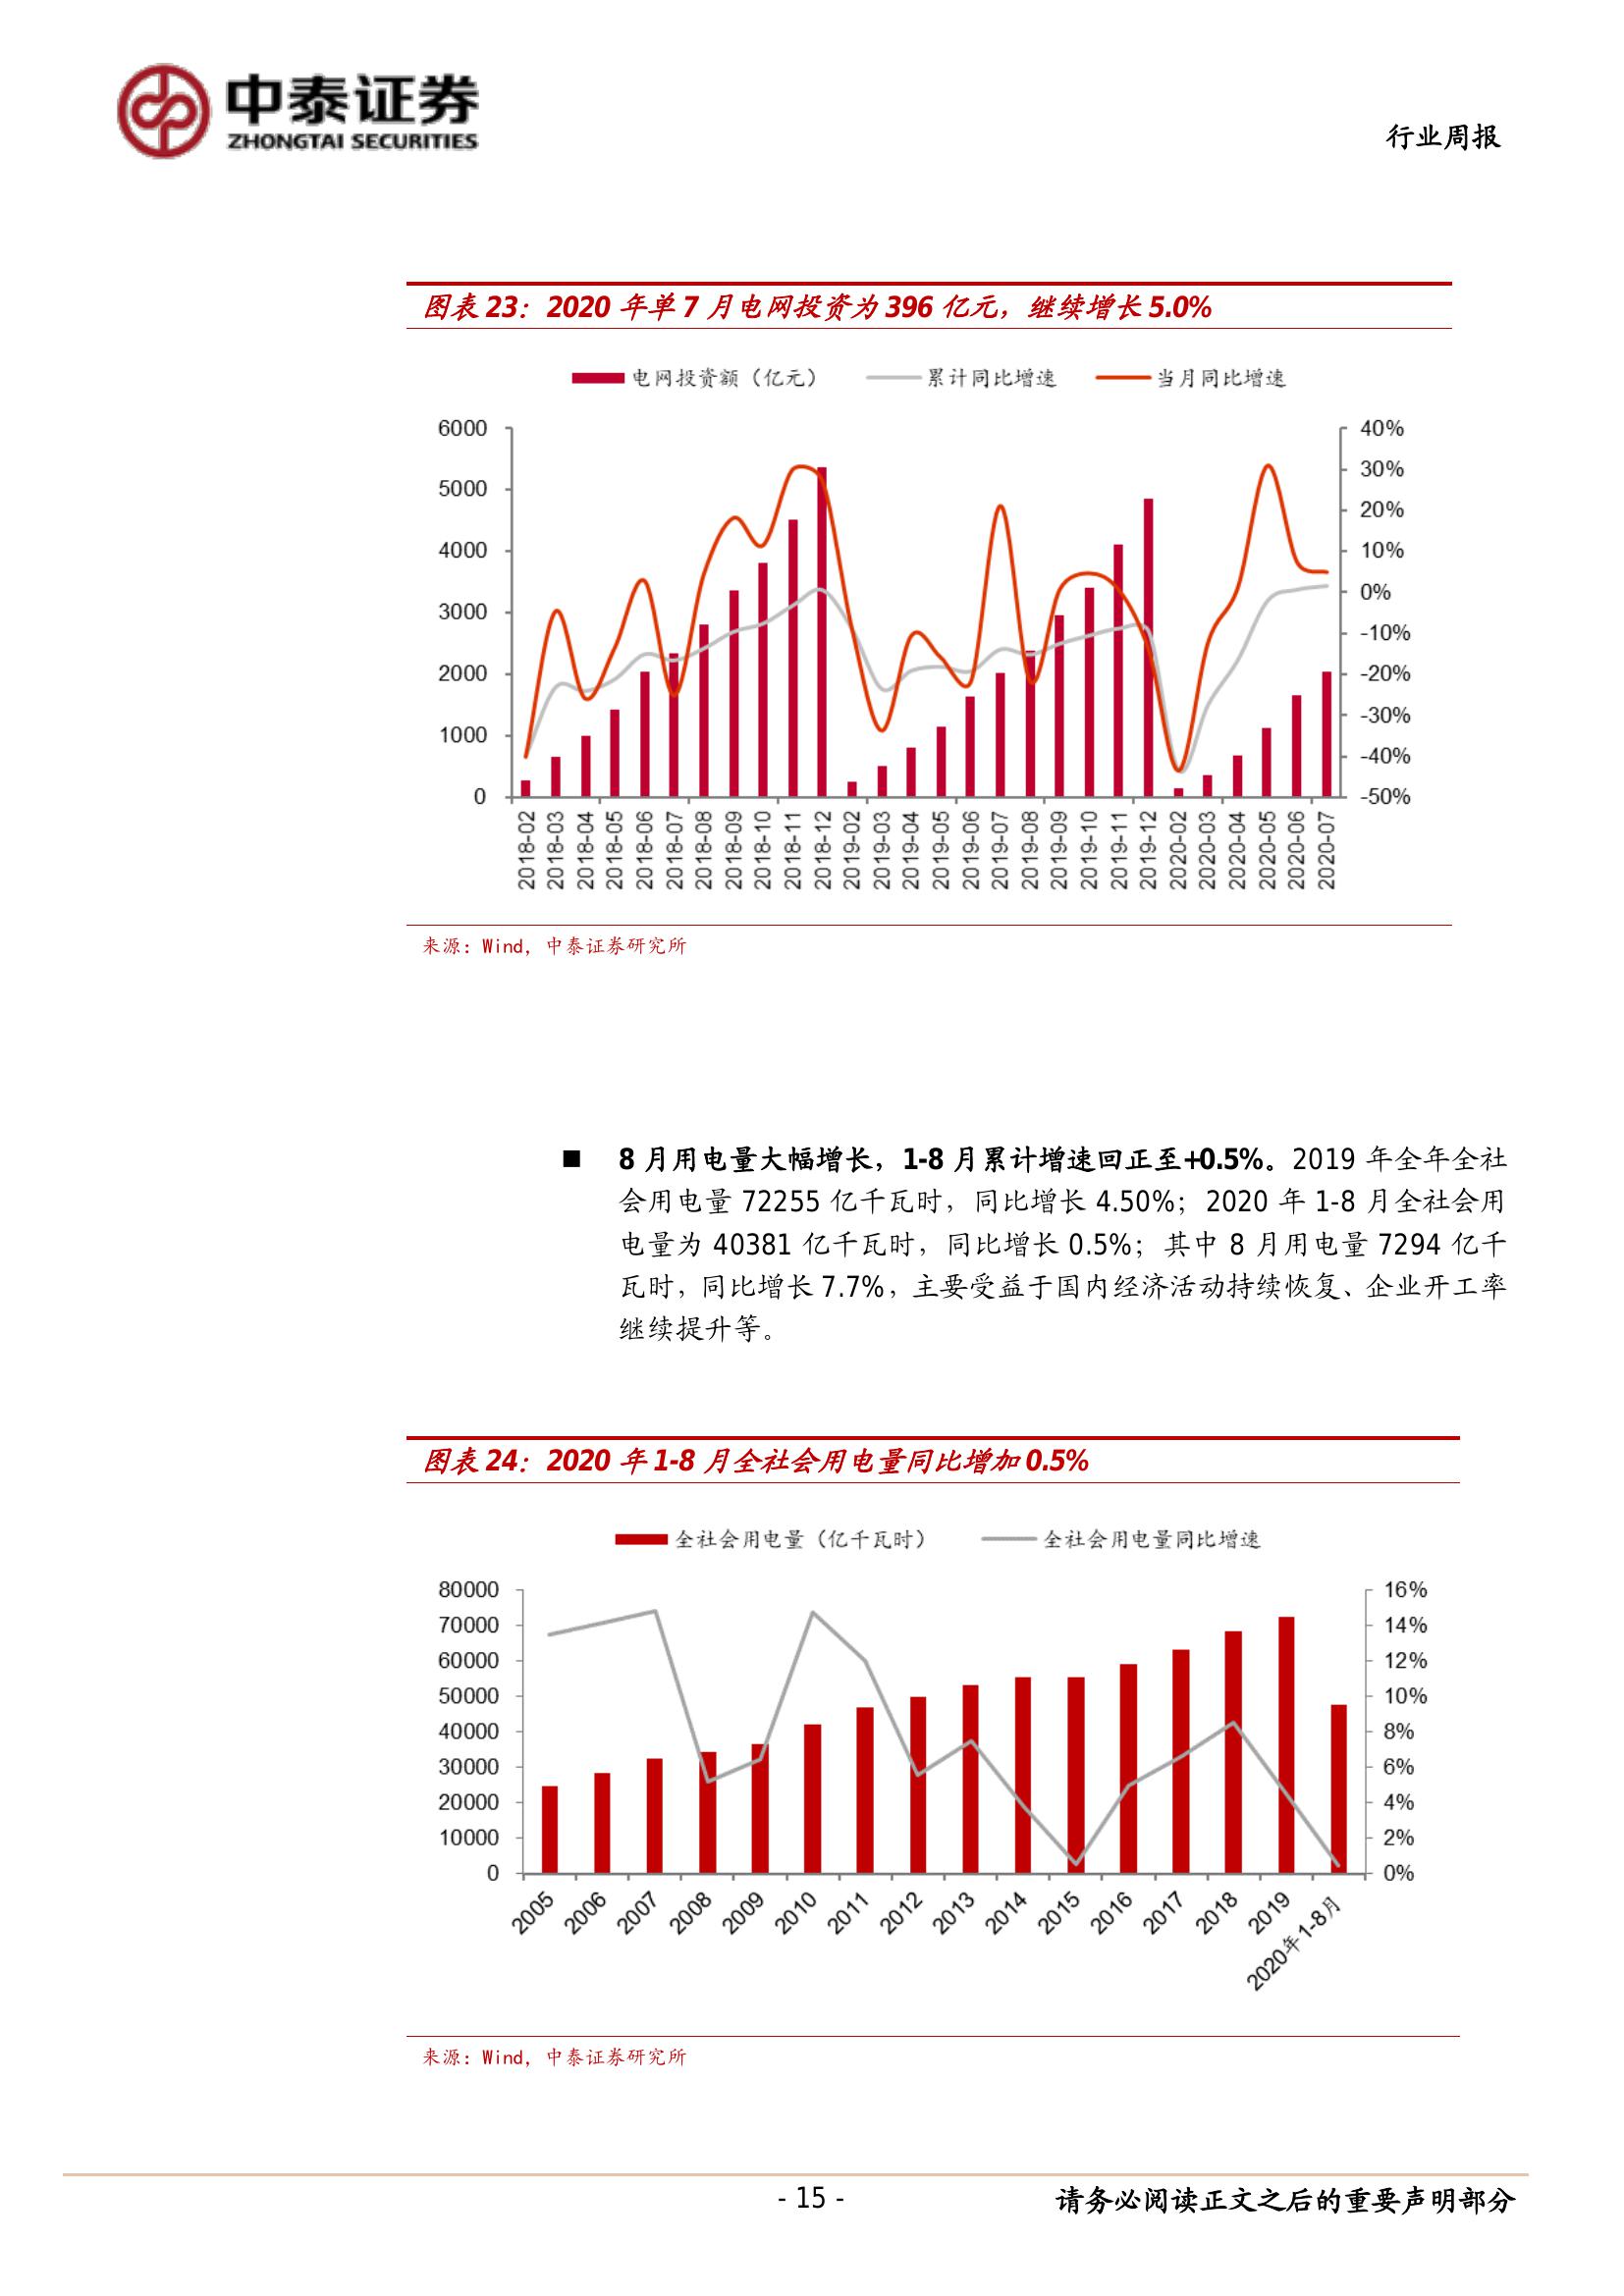 中泰证券
ZHONGTAI SECURITIES
行业周报
图表 23：2020 年单 7 月电网投资为 396 亿元，继续增长 5.0%
电网投资额（亿元） 累计同比增速 当月同比增速
6000 40%
5000 30%
20%
4000 10%
3000 0%
-10%
2000 -20%
-30%
1000 -40%
0 -50%
2018-02 2018-03 2018-04 2018-05 2018-06 2018-07 2018-08 2018-09 2018-10 2018-11 2018-12 2019-02 2019-03 2019-04 2019-05 2019-06 2019-07 2019-08 2019-09 2019-10 2019-11 2019-12 2020-02 2020-03 2020-04 2020-05 2020-06 2020-07
来源：Wind，中泰证券研究所
■ 8 月用电量大幅增长，1-8 月累计增速回正至+0.5%。2019 年全年全社
会用电量 72255 亿千瓦时，同比增长 4.50%；2020 年 1-8 月全社会用
电量为 40381 亿千瓦时，同比增长 0.5%；其中 8 月用电量 7294 亿千
瓦时，同比增长 7.7%，主要受益于国内经济活动持续恢复、企业开工率
继续提升等。
图表 24：2020 年 1-8 月全社会用电量同比增加 0.5%
全社会用电量（亿千瓦时） 全社会用电量同比增速
80000 16%
70000 14%
60000 12%
50000 10%
40000 8%
30000 6%
20000 4%
10000 2%
0 0%
2005 2006 2007 2008 2009 2010 2011 2012 2013 2014 2015 2016 2017 2018 2019 2020年1-8月
来源：Wind，中泰证券研究所
- 15 - 请务必阅读正文之后的重要声明部分